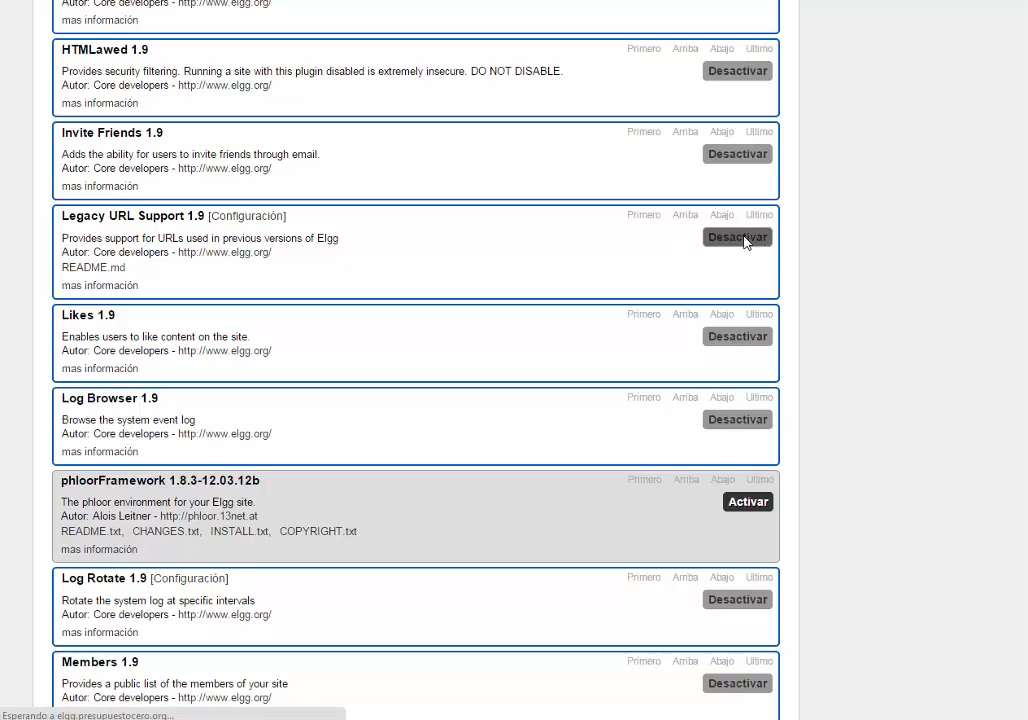 Autor: Core developers - http://www.elgg.org/
mas información
HTMLawed 1.9 Primero Arriba Abajo Ultimo
Provides security filtering. Running a site with this plugin disabled is extremely insecure. DO NOT DISABLE. Desactivar
Autor: Core developers - http://www.elgg.org/
mas información
Invite Friends 1.9 Primero Arriba Abajo Ultimo
Adds the ability for users to invite friends through email. Desactivar
Autor: Core developers - http://www.elgg.org/
mas información
Legacy URL Support 1.9 [Configuración] Primero Arriba Abajo Ultimo
Provides support for URLs used in previous versions of Elgg Desactivar
Autor: Core developers - http://www.elgg.org/
README.md
mas información
Likes 1.9 Primero Arriba Abajo Ultimo
Enables users to like content on the site. Desactivar
Autor: Core developers - http://www.elgg.org/
mas información
Log Browser 1.9 Primero Arriba Abajo Ultimo
Browse the system event log Desactivar
Autor: Core developers - http://www.elgg.org/
mas información
phloorFramework 1.8.3-12.03.12b Primero Arriba Abajo Ultimo
The phloor environment for your Elgg site. Activar
Autor: Alois Leitner - http://phloor.13net.at
README.txt, CHANGES.txt, INSTALL.txt, COPYRIGHT.txt
mas información
Log Rotate 1.9 [Configuración] Primero Arriba Abajo Ultimo
Rotate the system log at specific intervals Desactivar
Autor: Core developers - http://www.elgg.org/
mas información
Members 1.9 Primero Arriba Abajo Ultimo
Provides a public list of the members of your site Desactivar
Autor: Core developers - http://www.elgg.org/
Esperando a elgg.presupuestocero.org...